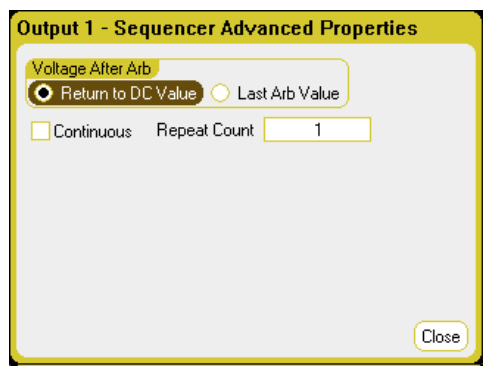 Output 1 - Sequencer Advanced Properties
Voltage After Arb
Return to DC Value Last Arb Value
Continuous Repeat Count 1
Close